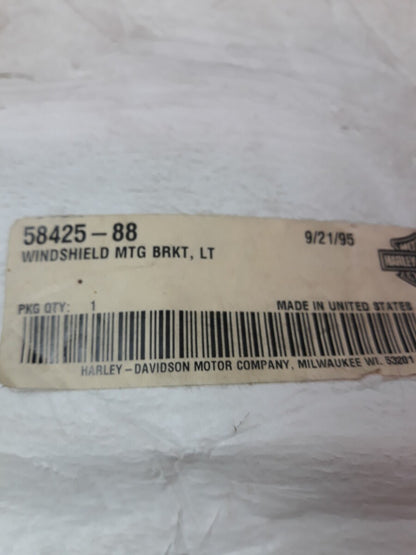 58425-88 9/21/95
WINDSHIELD MTG BRKT, LT
HARLEY
PKG QTY: 1 MADE IN UNITED STATES
HARLEY-DAVIDSON MOTOR COMPANY, MILWAUKEE WI. 53201